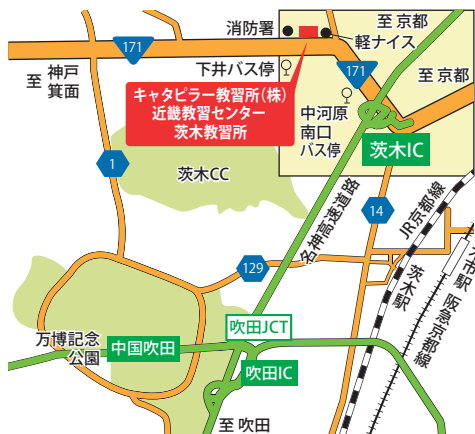 消防署
至 京都
軽ナイス
171
至 神戸
箕面
下井バス停
171
至 京都
キャタピラー教習所(株)
近畿教習センター
茨木教習所
中河原
南口
バス停
茨木IC
1
茨木CC
名神高速道路
14
JR京都線
茨木駅
129
阪急京都線
吹田JCT
万博記念
公園
中国吹田
吹田IC
至 吹田